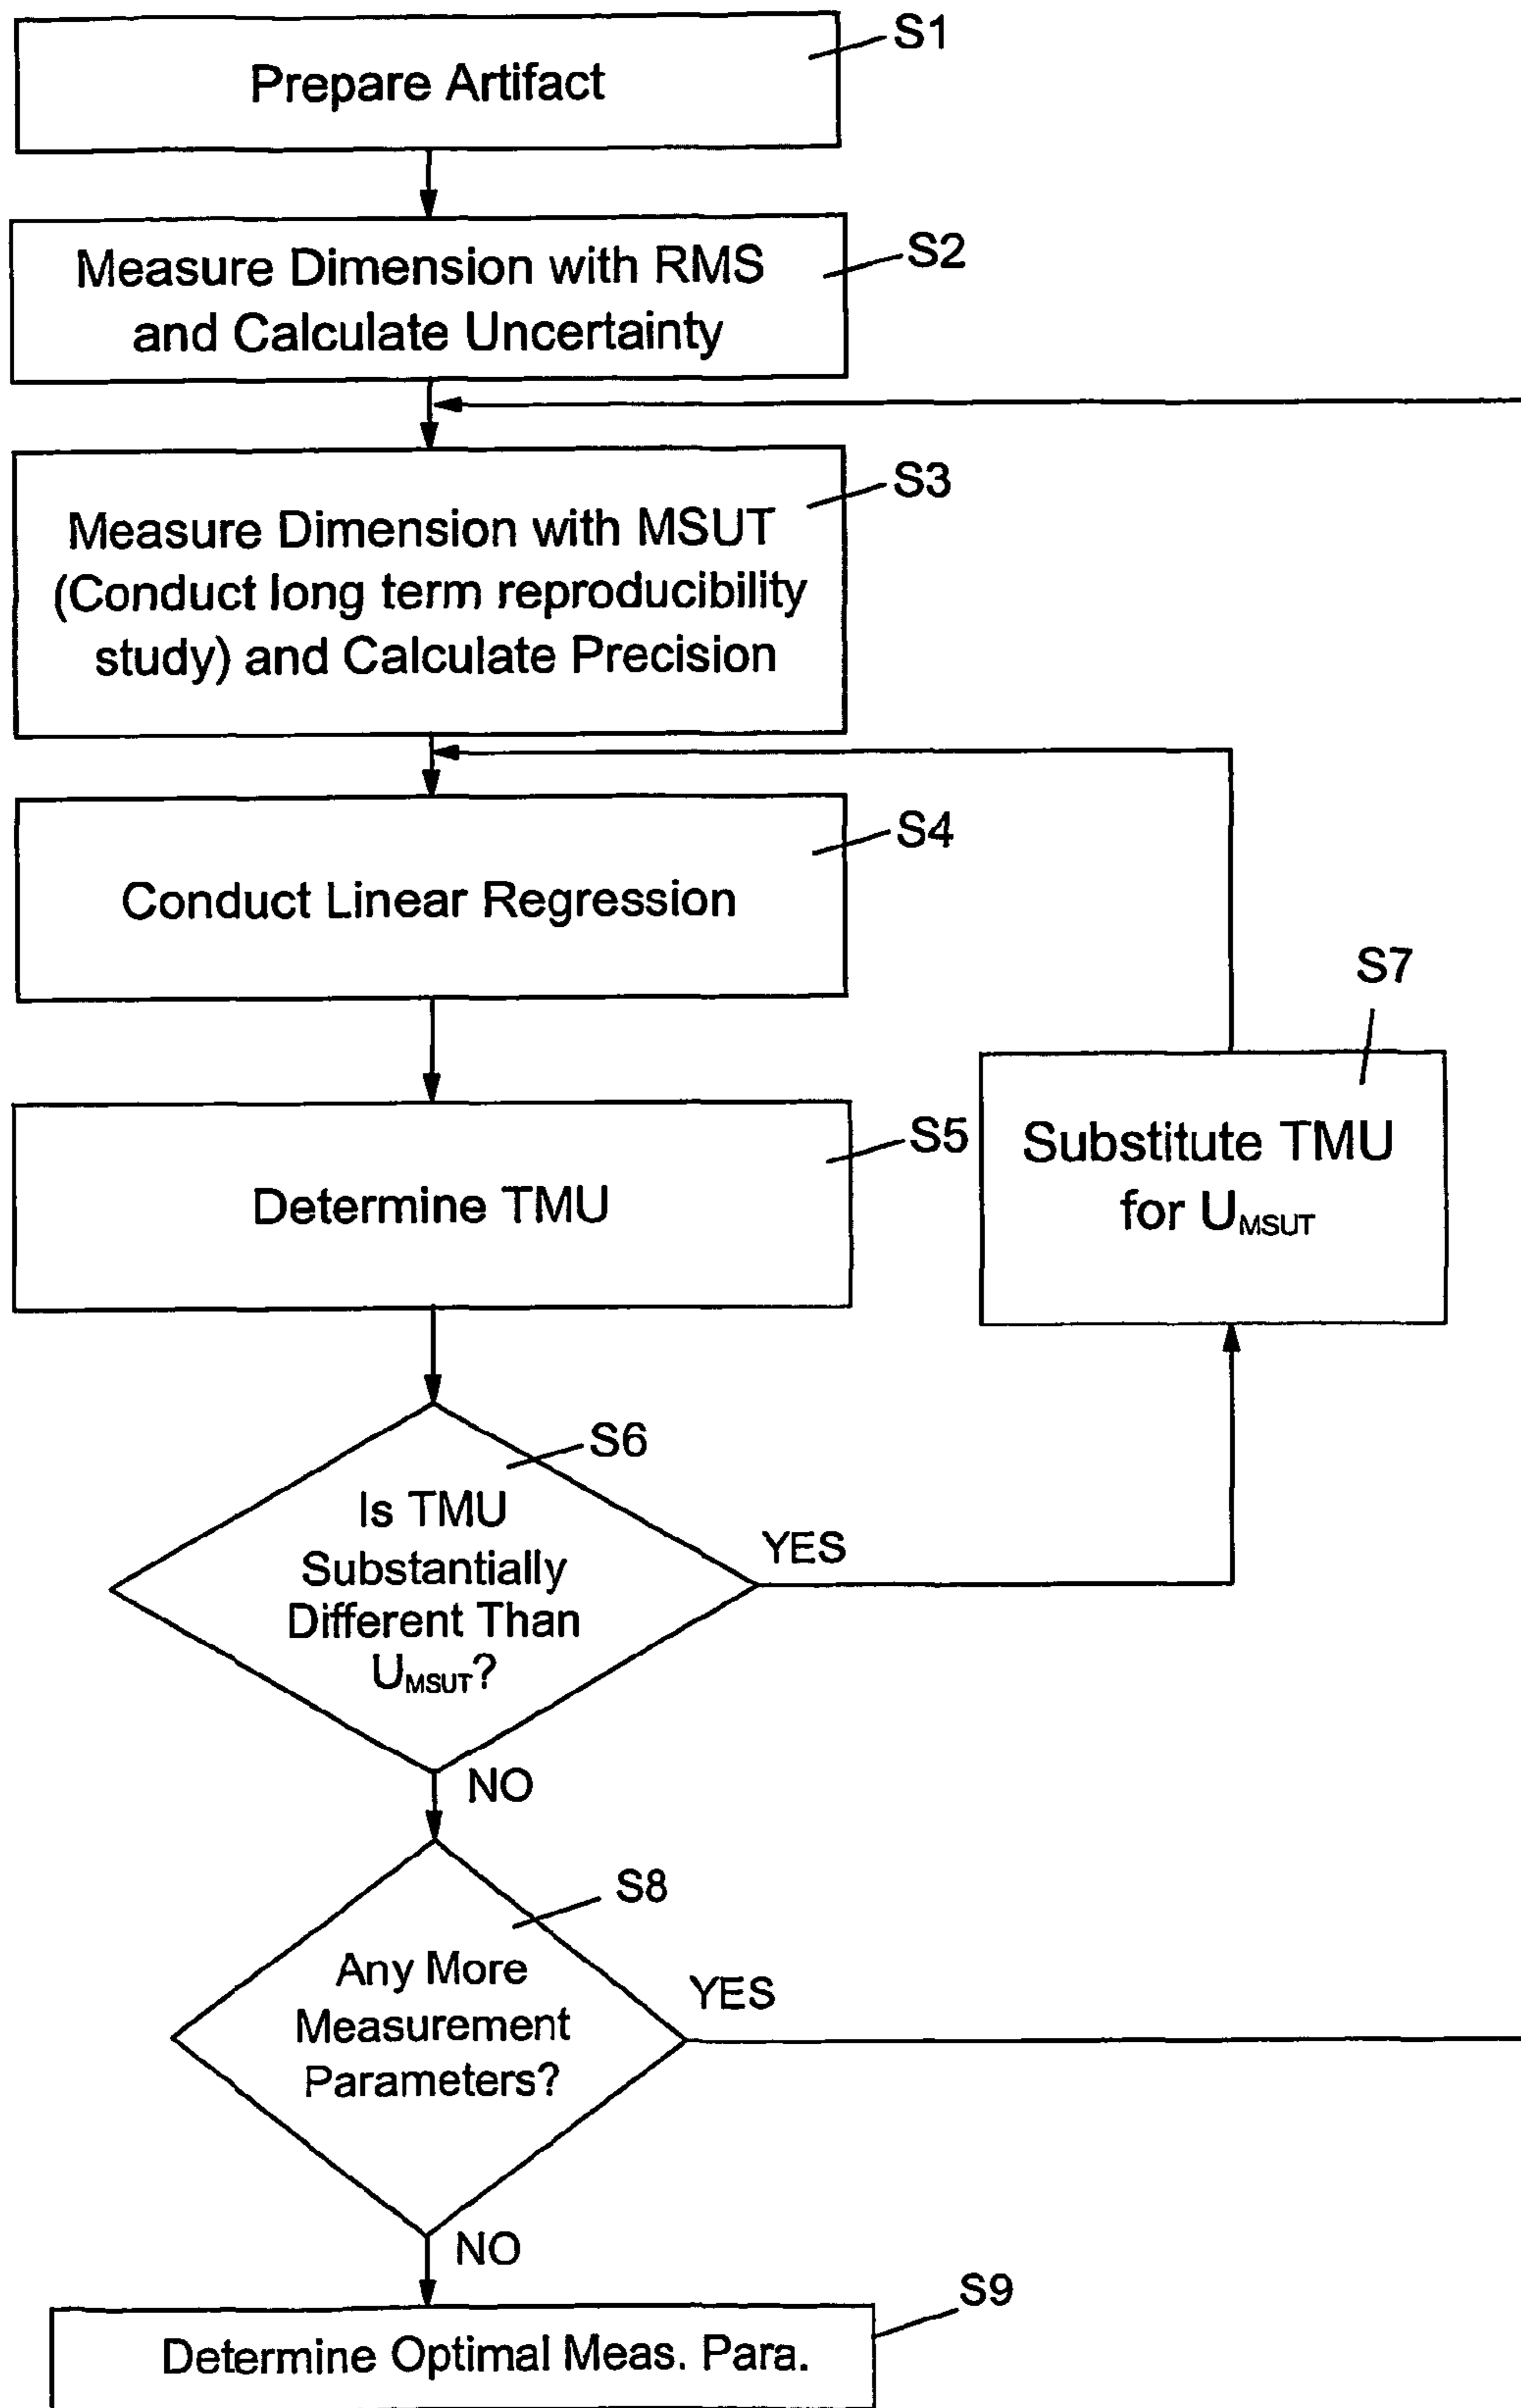 S1
Prepare Artifact
S2
Measure Dimension with RMS
and Calculate Uncertainty
S3
Measure Dimension with MSUT
(Conduct long term reproducibility
study) and Calculate Precision
S4
Conduct Linear Regression
S7
Substitute TMU
for UMSUT
S5
Determine TMU
S6
Is TMU
Substantially
Different Than
UMSUT?
YES
NO
S8
Any More
Measurement
Parameters?
YES
NO
S9
Determine Optimal Meas. Para.